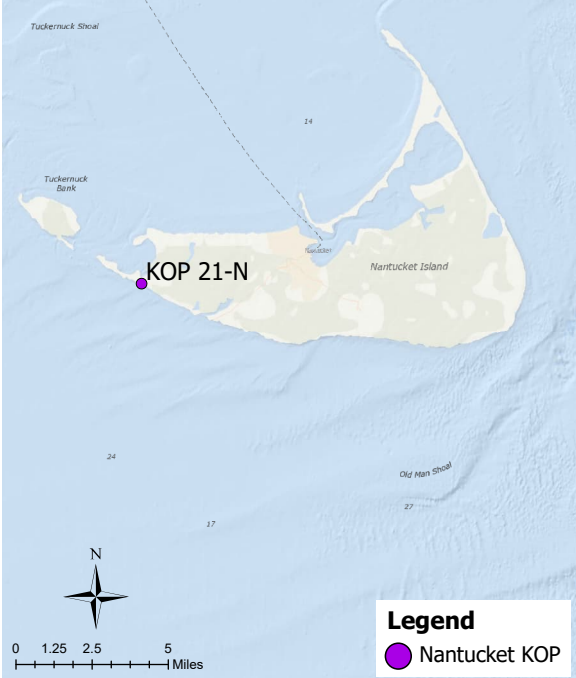 Tuckernuck Shoal
14
Tuckernuck
Bank
Nantucket
Nantucket Island
KOP 21-N
24
Old Man Shoal
27
17
N
Legend
Nantucket KOP
0 1.25 2.5 5
Miles